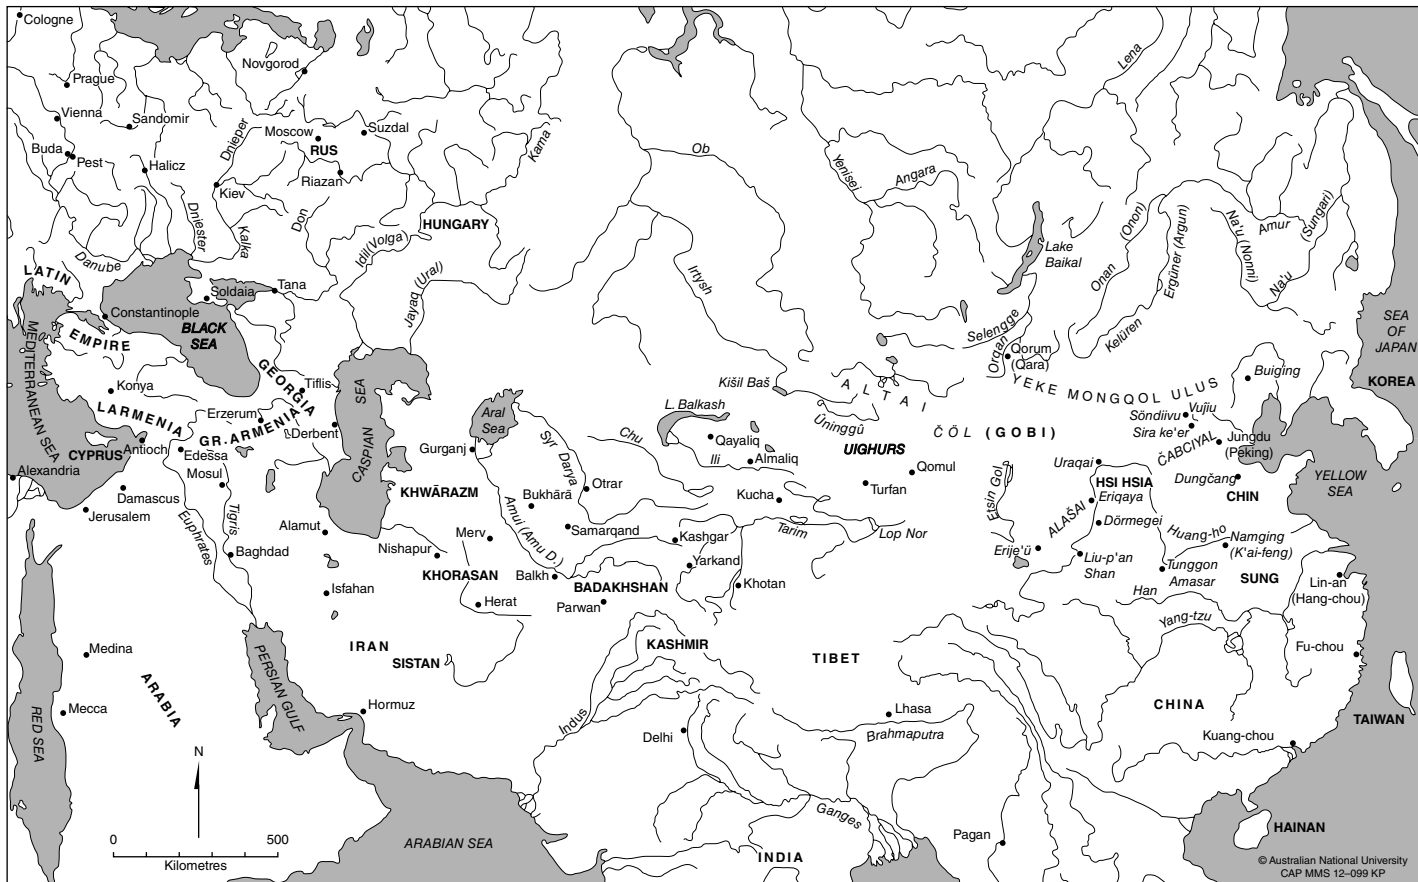 Cologne
Novgorod
Prague
Vienna
Sandomir
Dnieper
Moscow
Suzdal
RUS
Buda
Pest
Halicz
Riazan
Kiev
Kama
Ob
Yenisei
Angara
Lena
Dniester
Kalka
Don
HUNGARY
Idil(Volga)
Jayaq (Ural)
Irtysh
Lake
Baikal
Onan
(Onon)
Ergüner (Argun)
Na'u (Nonni)
Amur
(Sungari)
Na'u
Danube
LATIN
EMPIRE
Soldaia
Tana
Constantinople
BLACK
SEA
MEDITERRANEAN SEA
GEORGIA
Tiflis
Konya
L.ARMENIA
Erzerum
GR.ARMENIA
Derbent
CASPIAN
SEA
Aral
Sea
Selengge
Orqan
Qorum
(Qara)
Kelüren
SEA
OF
JAPAN
KOREA
YEKE MONGQOL ULUS
Buiging
Kišil Baš
ALTAI
L. Balkash
Ünınggü
Söndiivu
Vujĭu
Sira ke'er
ČABČIYAL
Jungdu
(Peking)
CYPRUS
Antioch
Edessa
Mosul
Alexandria
Damascus
Jerusalem
Euphrates
Tigris
Baghdad
Gurganj
Syr Darya
Chu
Qayaliq
Ili
Almaliq
UIGHURS
ČÖL (GOBI)
Qomul
Turfan
Uraqai
HSI HSIA
Eriqaya
Dungčang
CHIN
YELLOW
SEA
KHWĀRAZM
Bukhārā
Otrar
Kucha
Etsin Gol
ALAŠAI
Dörmegei
Alamut
Merv
Amui (Amu D.)
Samarqand
Kashgar
Tarim
Lop Nor
Huang-ho
Namging
(K'ai-feng)
Nishapur
KHORASAN
Balkh
BADAKHSHAN
Yarkand
Khotan
Erije'ü
Liu-p'an
Shan
Tunggon
Amasar
SUNG
Lin-an
(Hang-chou)
Isfahan
Herat
Parwan
Han
Yang-tzu
Medina
ARABIA
PERSIAN GULF
IRAN
SISTAN
KASHMIR
TIBET
Fu-chou
Mecca
RED SEA
Hormuz
Indus
Delhi
Lhasa
Brahmaputra
CHINA
TAIWAN
Kuang-chou
N
0
500
Kilometres
ARABIAN SEA
Ganges
INDIA
Pagan
HAINAN
© Australian National University
CAP MMS 12–099 KP